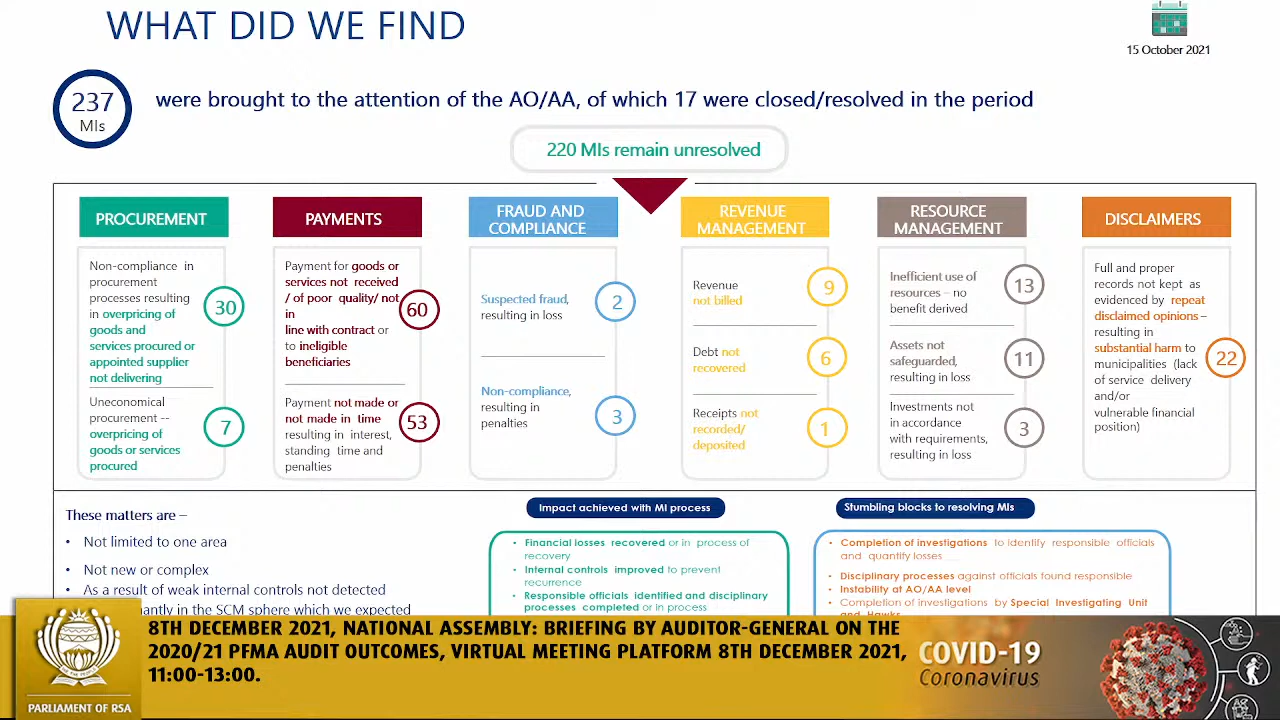 WHAT DID WE FIND
15 October 2021
237
MIs
were brought to the attention of the AO/AA, of which 17 were closed/resolved in the period
220 MIs remain unresolved
PROCUREMENT
Non-compliance in
procurement
processes resulting
in overpricing of
goods and
services procured or
appointed supplier
not delivering
30
Uneconomical
procurement --
overpricing of
goods or services
procured
7
PAYMENTS
Payment for goods or
services not received
/ of poor quality/ not
in
line with contract or
to ineligible
beneficiaries
60
Payment not made or
not made in time
resulting in interest,
standing time and
penalties
53
FRAUD AND
COMPLIANCE
Suspected fraud,
resulting in loss
2
Non-compliance,
resulting in
penalties
3
REVENUE
MANAGEMENT
Revenue
not billed
9
Debt not
recovered
6
Receipts not
recorded/
deposited
1
RESOURCE
MANAGEMENT
Inefficient use of
resources – no
benefit derived
13
Assets not
safeguarded,
resulting in loss
11
Investments not
in accordance
with requirements,
resulting in loss
3
DISCLAIMERS
Full and proper
records not kept as
evidenced by repeat
disclaimed opinions –
resulting in
substantial harm to
municipalities (lack
of service delivery
and/or
vulnerable financial
position)
22
These matters are –
• Not limited to one area
• Not new or complex
• As a result of weak internal controls not detected
antly in the SCM sphere which we expected
Impact achieved with MI process
• Financial losses recovered or in process of
recovery
• Internal controls improved to prevent
recurrence
• Responsible officials identified and disciplinary
processes completed or in process
Stumbling blocks to resolving MIs
• Completion of investigations to identify responsible officials
and quantify losses
• Disciplinary processes against officials found responsible
• Instability at AO/AA level
• Completion of investigations by Special Investigating Unit
and Hawks
PARLIAMENT OF RSA
8TH DECEMBER 2021, NATIONAL ASSEMBLY: BRIEFING BY AUDITOR-GENERAL ON THE
2020/21 PFMA AUDIT OUTCOMES, VIRTUAL MEETING PLATFORM 8TH DECEMBER 2021,
11:00-13:00.
COVID-19
Coronavirus